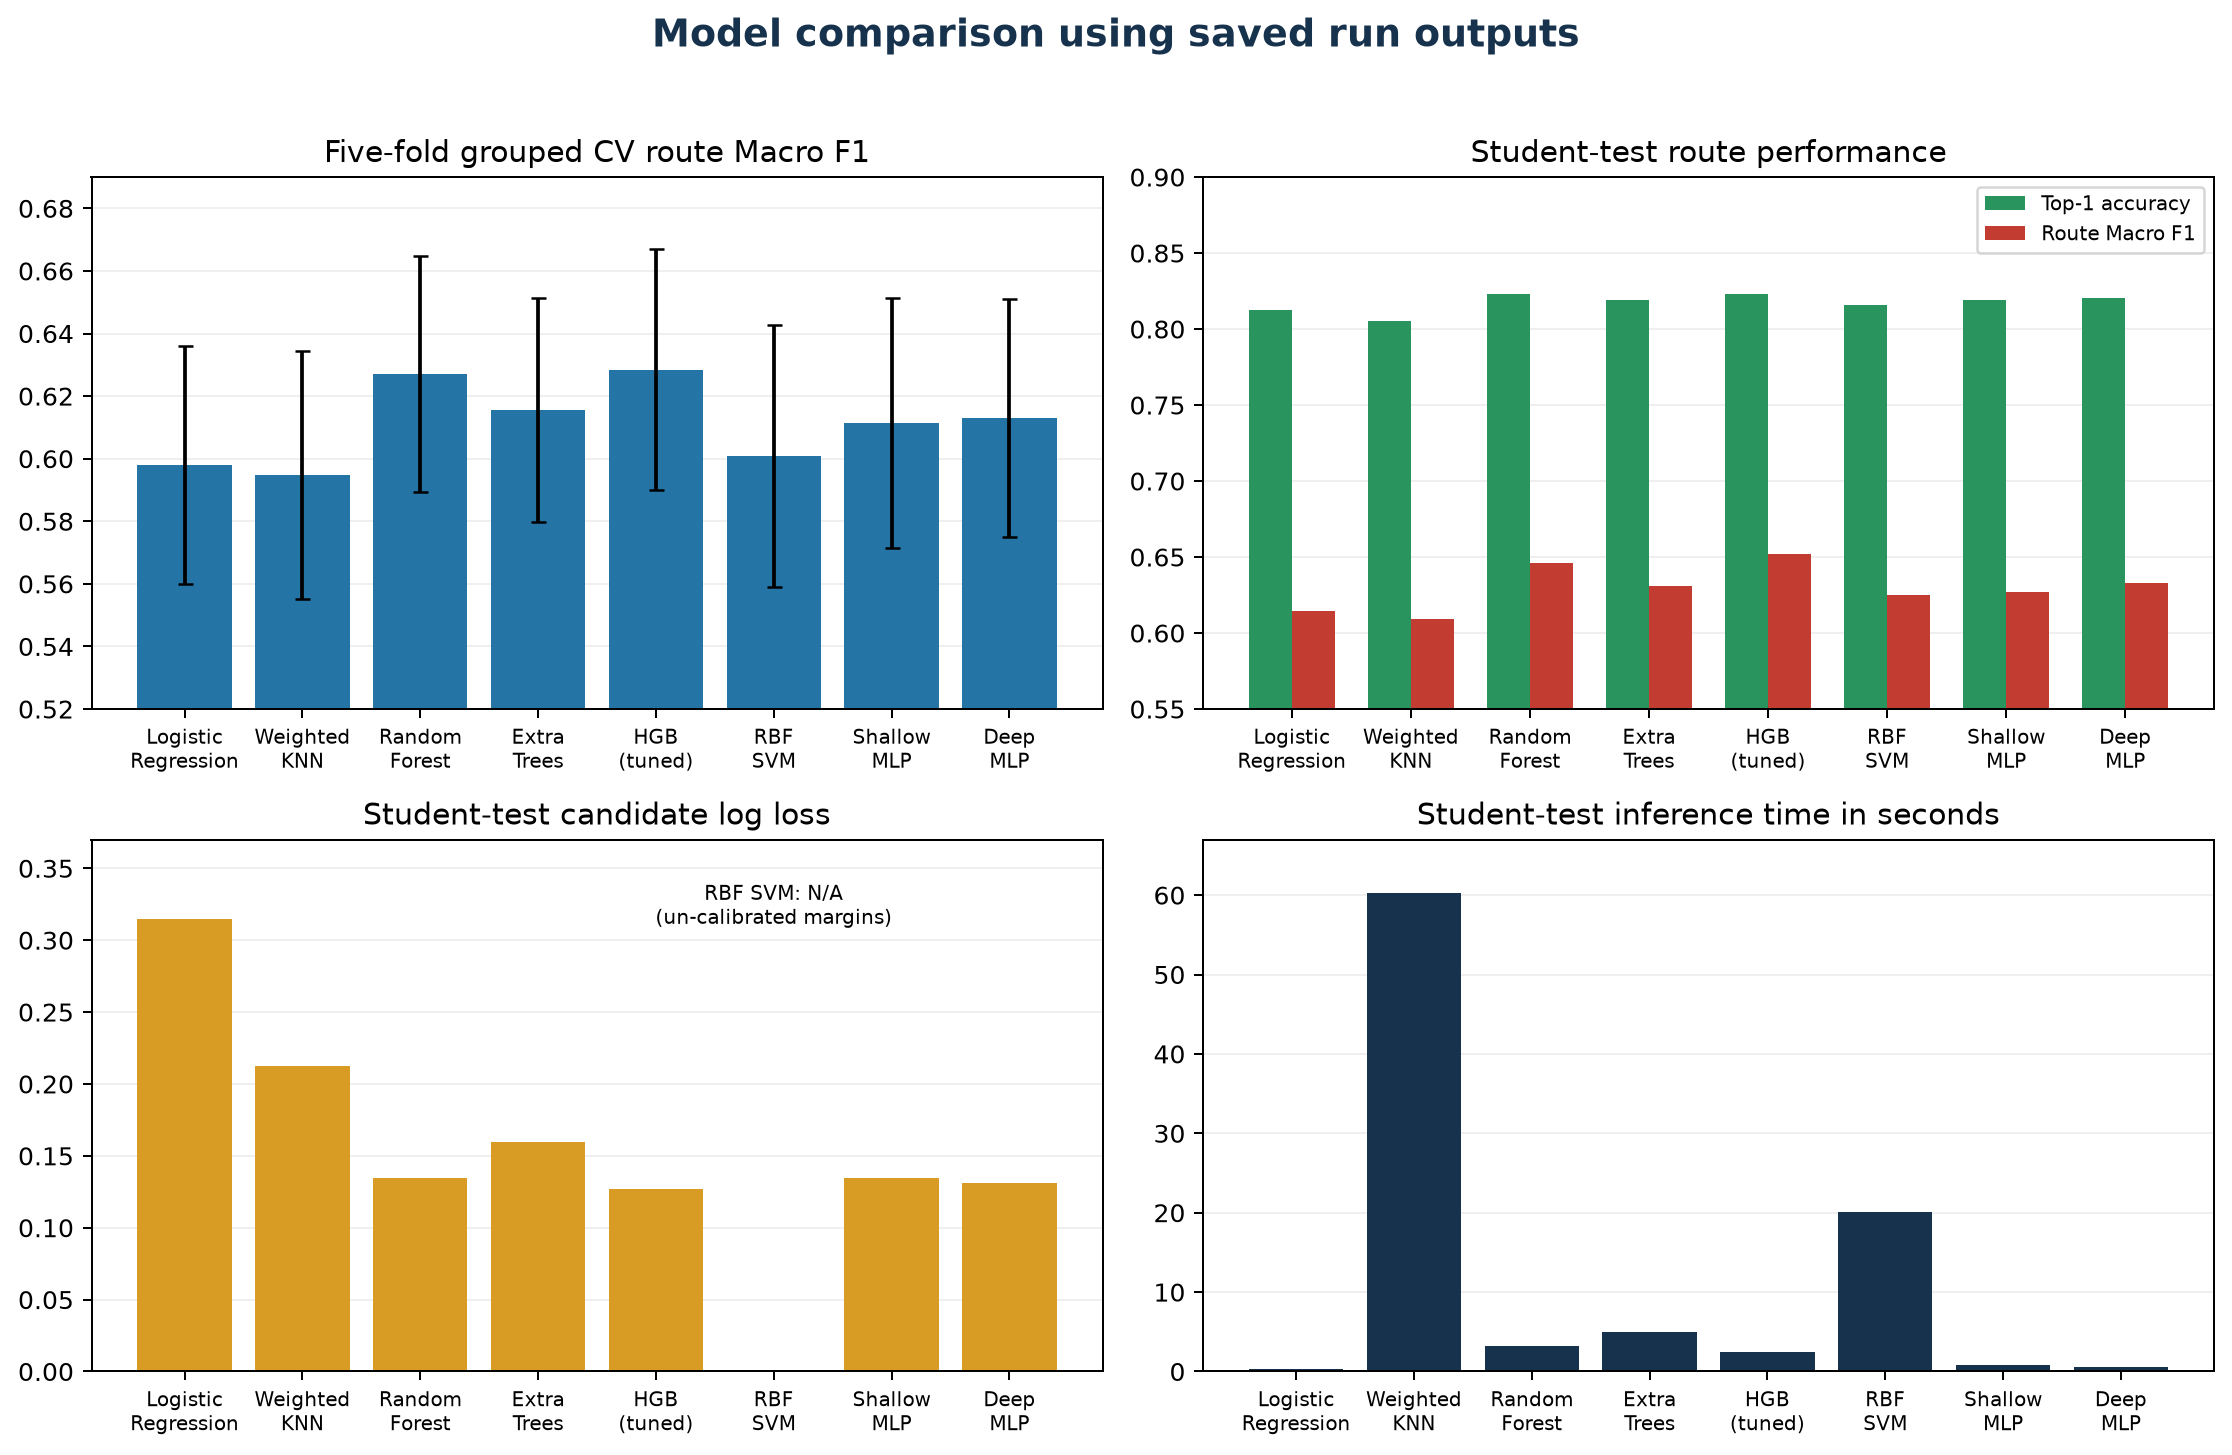 Model comparison using saved run outputs
Five-fold grouped CV route Macro F1
0.68
0.66
0.64
0.62
0.60
0.58
0.56
0.54
0.52
Logistic Regression
Weighted KNN
Random Forest
Extra Trees
HGB (tuned)
RBF SVM
Shallow MLP
Deep MLP
Student-test route performance
Top-1 accuracy
Route Macro F1
0.90
0.85
0.80
0.75
0.70
0.65
0.60
0.55
Logistic Regression
Weighted KNN
Random Forest
Extra Trees
HGB (tuned)
RBF SVM
Shallow MLP
Deep MLP
Student-test candidate log loss
RBF SVM: N/A
(un-calibrated margins)
0.35
0.30
0.25
0.20
0.15
0.10
0.05
0.00
Logistic Regression
Weighted KNN
Random Forest
Extra Trees
HGB (tuned)
RBF SVM
Shallow MLP
Deep MLP
Student-test inference time in seconds
60
50
40
30
20
10
0
Logistic Regression
Weighted KNN
Random Forest
Extra Trees
HGB (tuned)
RBF SVM
Shallow MLP
Deep MLP